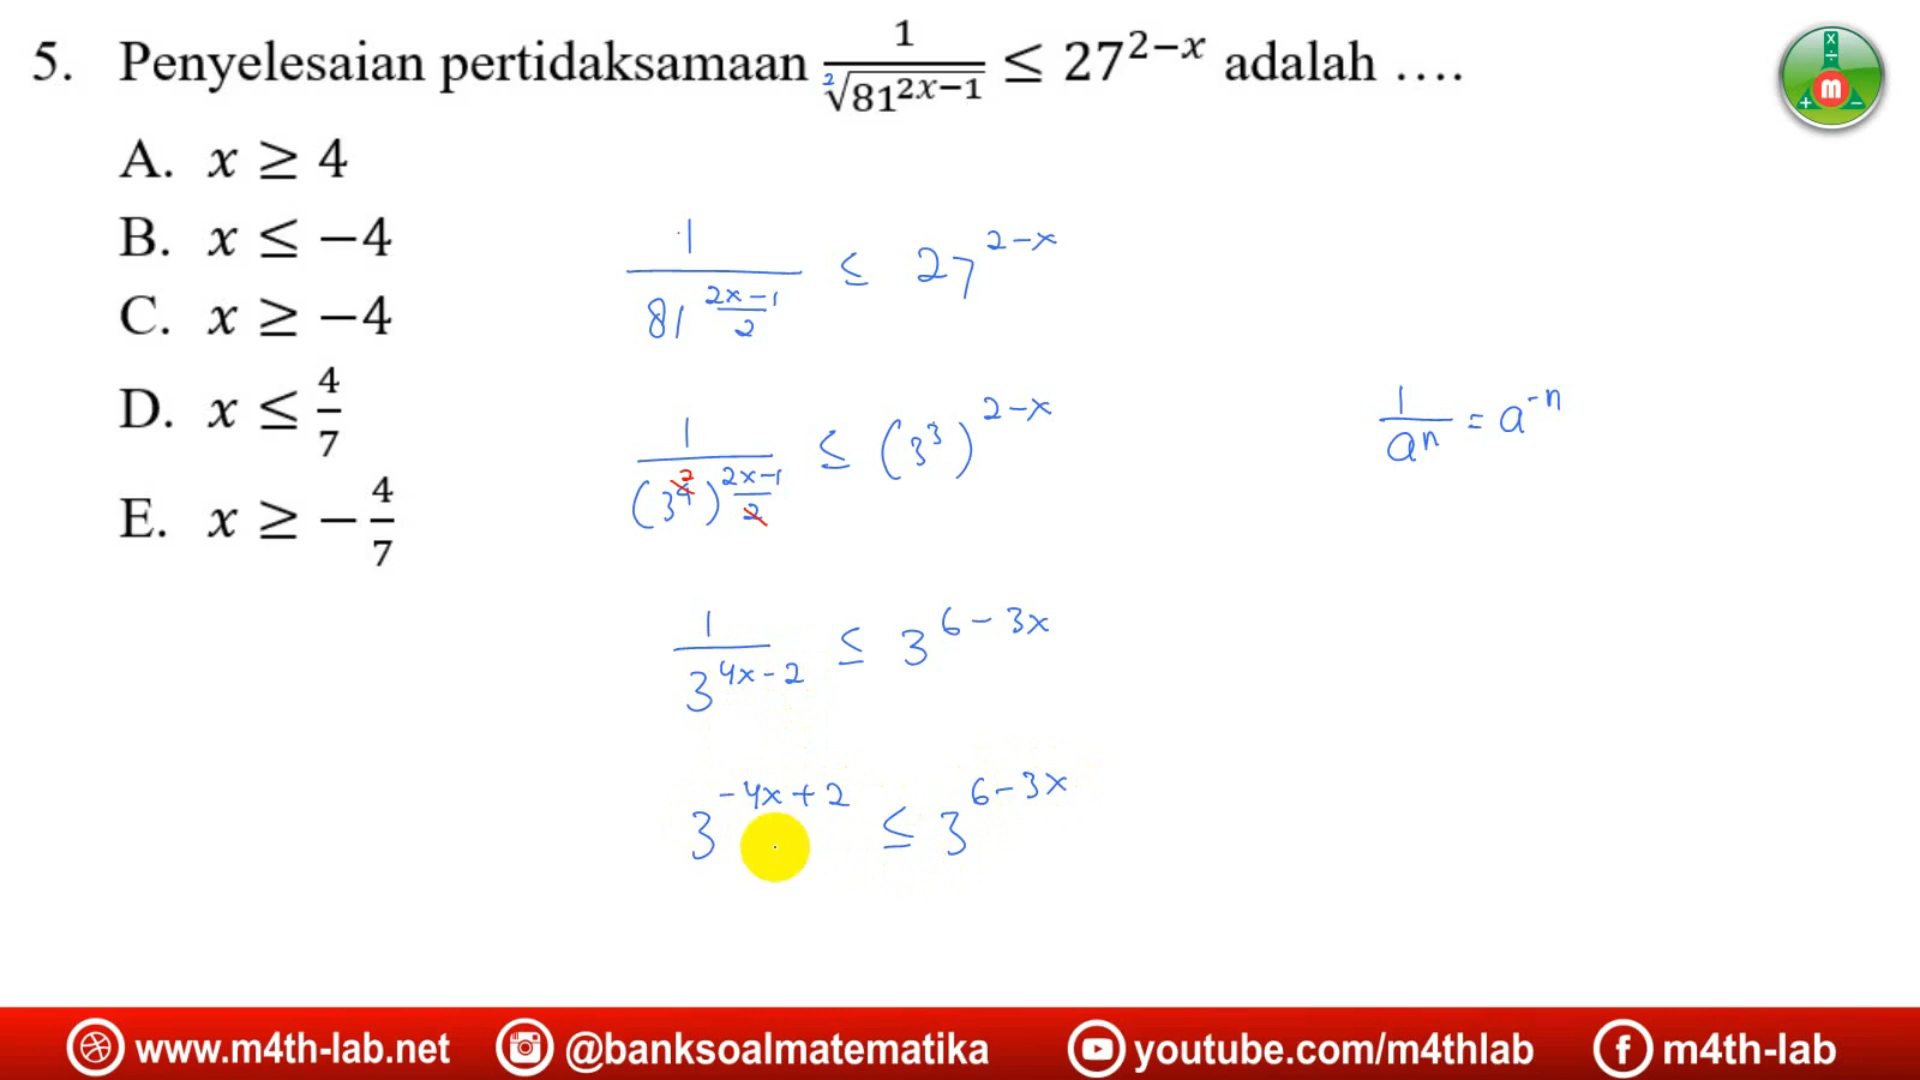 5. Penyelesaian pertidaksamaan 1/²√81^(2x−1) ≤ 27^(2−x) adalah ....
A. x ≥ 4
B. x ≤ −4
C. x ≥ −4
D. x ≤ 4/7
E. x ≥ −4/7
1/81^((2x−1)/2) ≤ 27^(2−x)
1/(3^4)^((2x−1)/2) ≤ (3^3)^(2−x)
2
1/a^n = a^−n
1/3^(4x−2) ≤ 3^(6−3x)
3^(−4x+2) ≤ 3^(6−3x)
x ÷ m + −
www.m4th-lab.net @banksoalmatematika youtube.com/m4thlab f m4th-lab